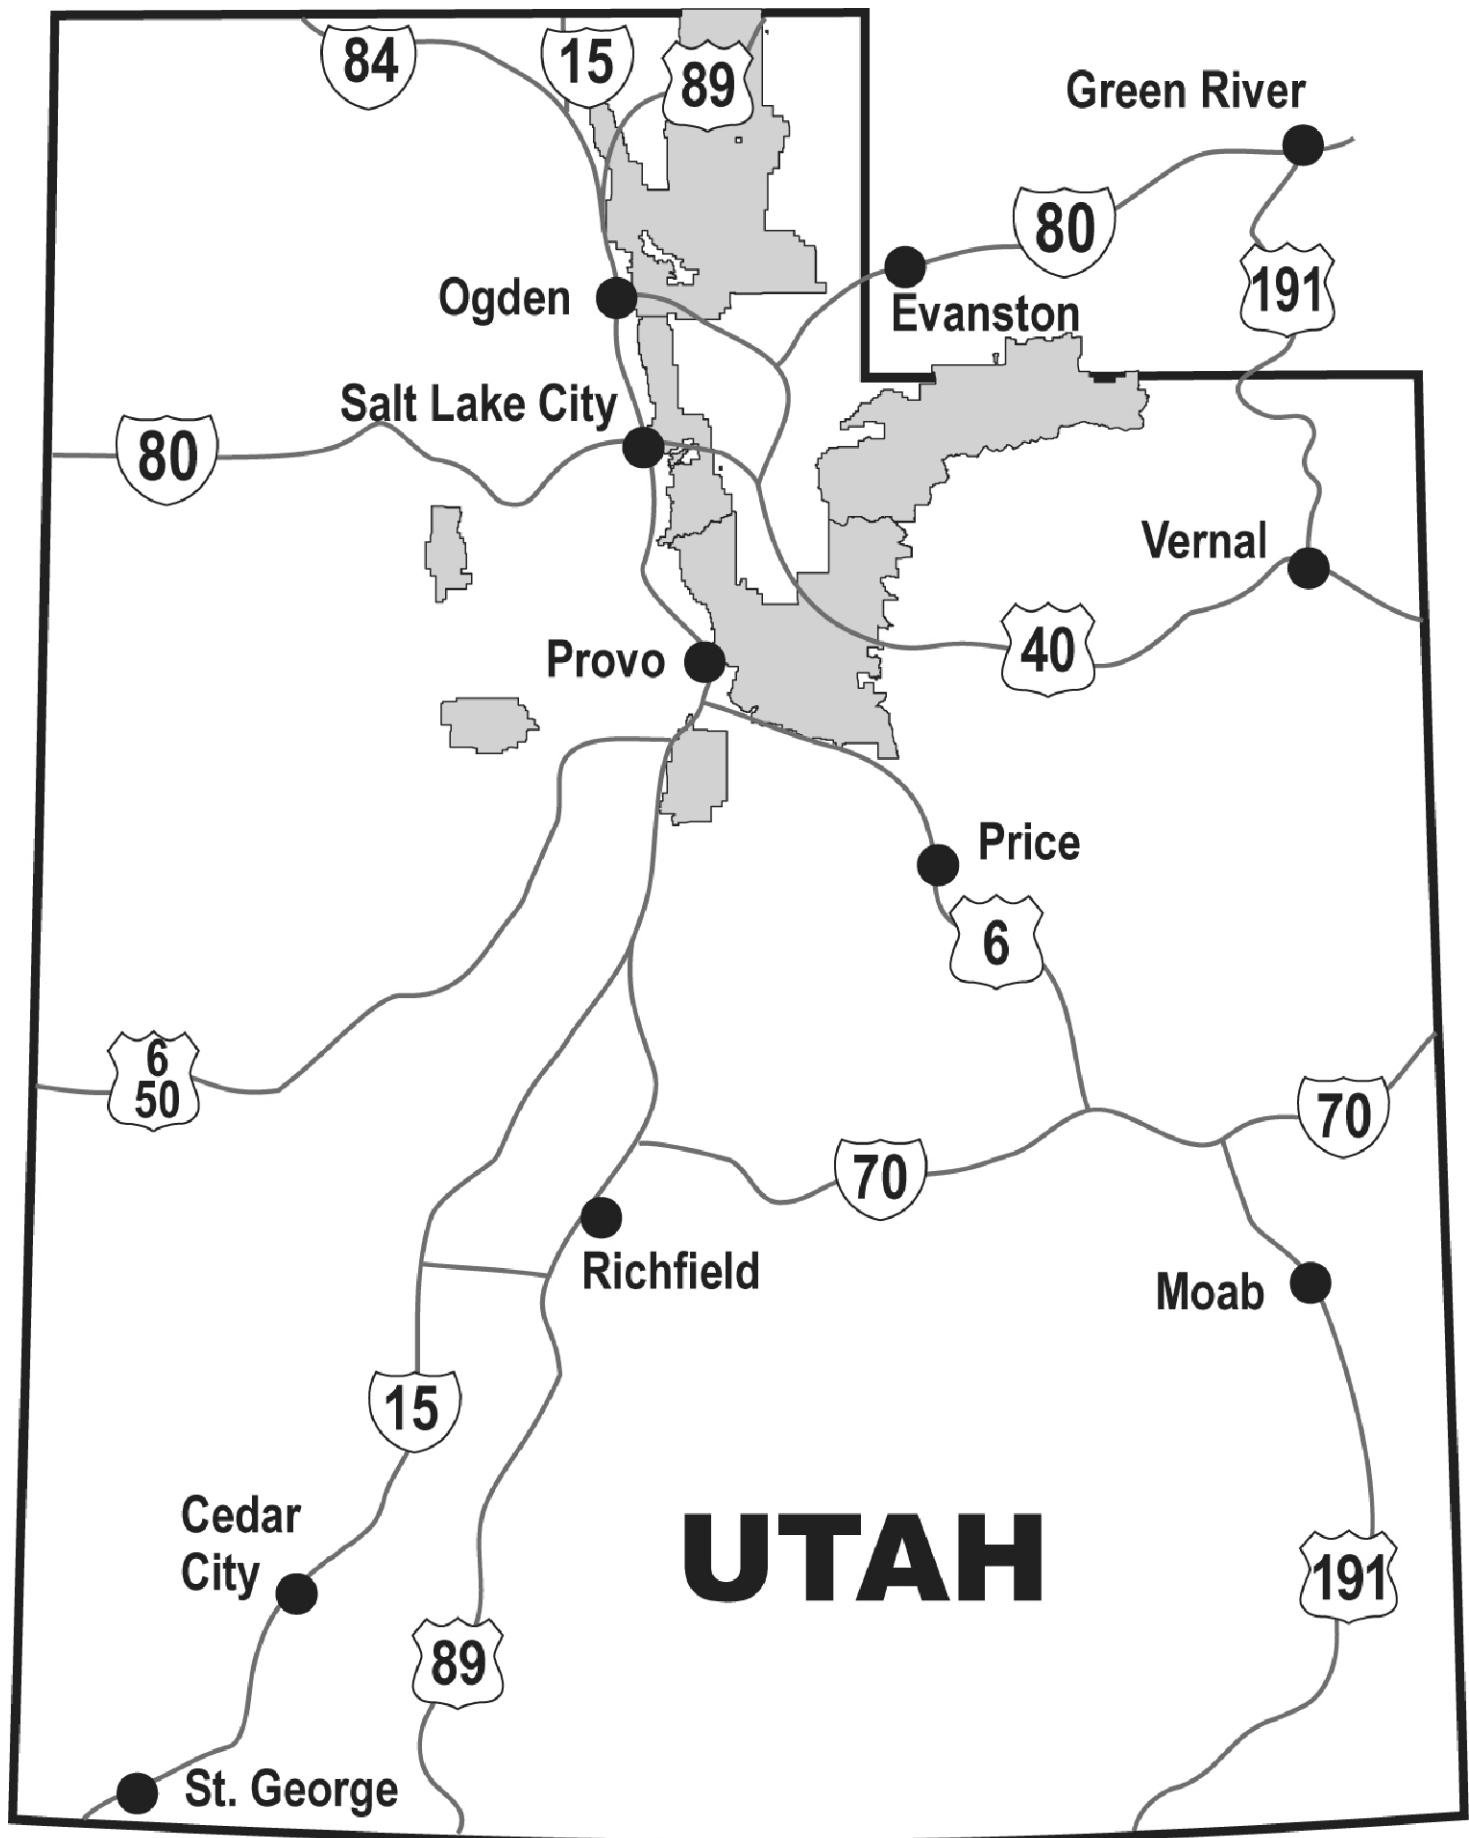 84
15
89
Green River
80
191
Ogden
Evanston
Salt Lake City
80
Vernal
40
Provo
Price
6
6
50
70
70
Richfield
Moab
15
Cedar
City
UTAH
191
89
St. George